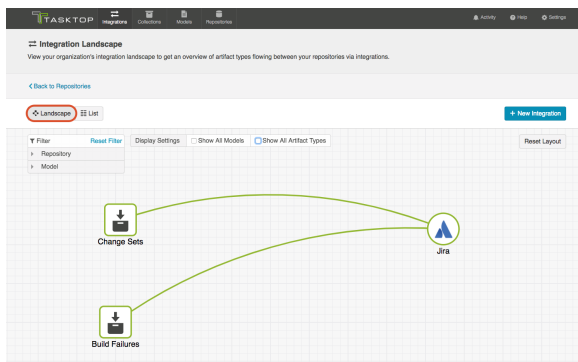 TASKTOP
Integrations
Collections
Models
Repositories
Activity
Help
Settings
Integration Landscape
View your organization's integration landscape to get an overview of artifact types flowing between your repositories via integrations.
Back to Repositories
Landscape
List
+ New Integration
Filter
Reset Filter
Display Settings
Show All Models
Show All Artifact Types
Reset Layout
Repository
Model
Change Sets
Jira
Build Failures